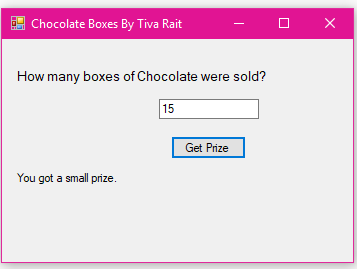 Chocolate Boxes By Tiva Rait
How many boxes of Chocolate were sold?
15
Get Prize
You got a small prize.